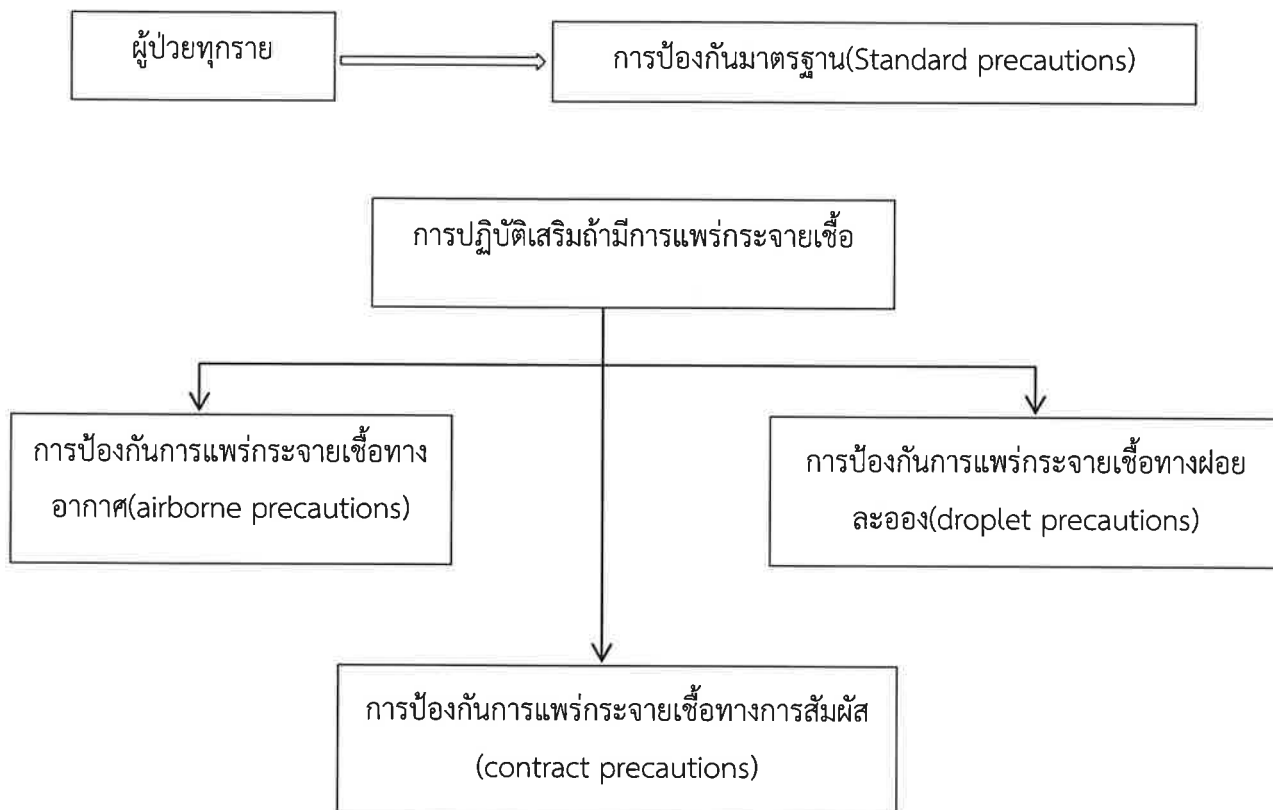 ผู้ป่วยทุกราย
การป้องกันมาตรฐาน(Standard precautions)
การปฏิบัติเสริมถ้ามีการแพร่กระจายเชื้อ
การป้องกันการแพร่กระจายเชื้อทาง
อากาศ(airborne precautions)
การป้องกันการแพร่กระจายเชื้อทางฝอย
ละออง(droplet precautions)
การป้องกันการแพร่กระจายเชื้อทางการสัมผัส
(contract precautions)